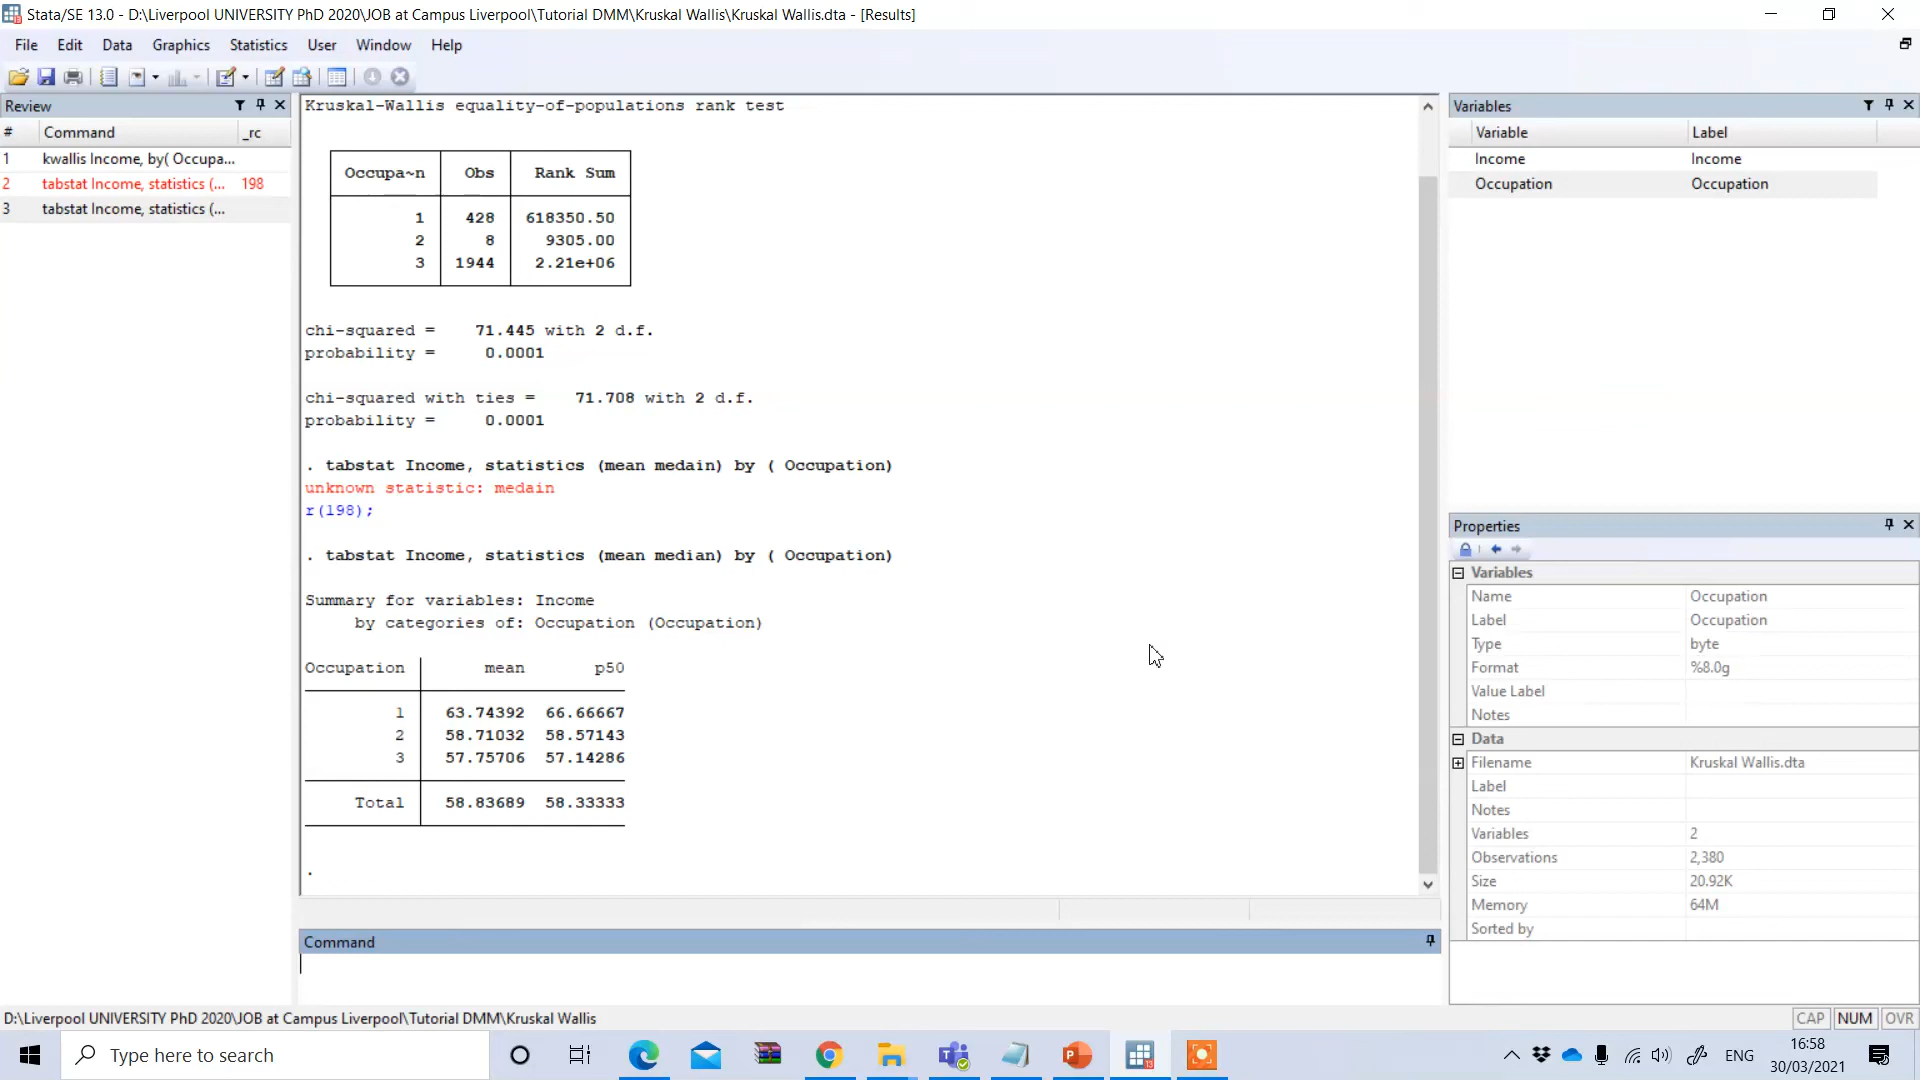 Stata/SE 13.0 - D:\Liverpool UNIVERSITY PhD 2020\JOB at Campus Liverpool\Tutorial DMM\Kruskal Wallis\Kruskal Wallis.dta - [Results]
File Edit Data Graphics Statistics User Window Help
Review
# Command _rc
1 kwallis Income, by( Occupa...
2 tabstat Income, statistics (... 198
3 tabstat Income, statistics (...
Kruskal-Wallis equality-of-populations rank test
Occupa~n Obs Rank Sum
1 428 618350.50
2 8 9305.00
3 1944 2.21e+06
chi-squared = 71.445 with 2 d.f.
probability = 0.0001
chi-squared with ties = 71.708 with 2 d.f.
probability = 0.0001
. tabstat Income, statistics (mean medain) by ( Occupation)
unknown statistic: medain
r(198);
. tabstat Income, statistics (mean median) by ( Occupation)
Summary for variables: Income
by categories of: Occupation (Occupation)
Occupation mean p50
1 63.74392 66.66667
2 58.71032 58.57143
3 57.75706 57.14286
Total 58.83689 58.33333
.
Command
Variables
Variable Label
Income Income
Occupation Occupation
Properties
Variables
Name Occupation
Label Occupation
Type byte
Format %8.0g
Value Label
Notes
Data
Filename Kruskal Wallis.dta
Label
Notes
Variables 2
Observations 2,380
Size 20.92K
Memory 64M
Sorted by
D:\Liverpool UNIVERSITY PhD 2020\JOB at Campus Liverpool\Tutorial DMM\Kruskal Wallis
CAP NUM OVR
Type here to search
ENG
16:58
30/03/2021